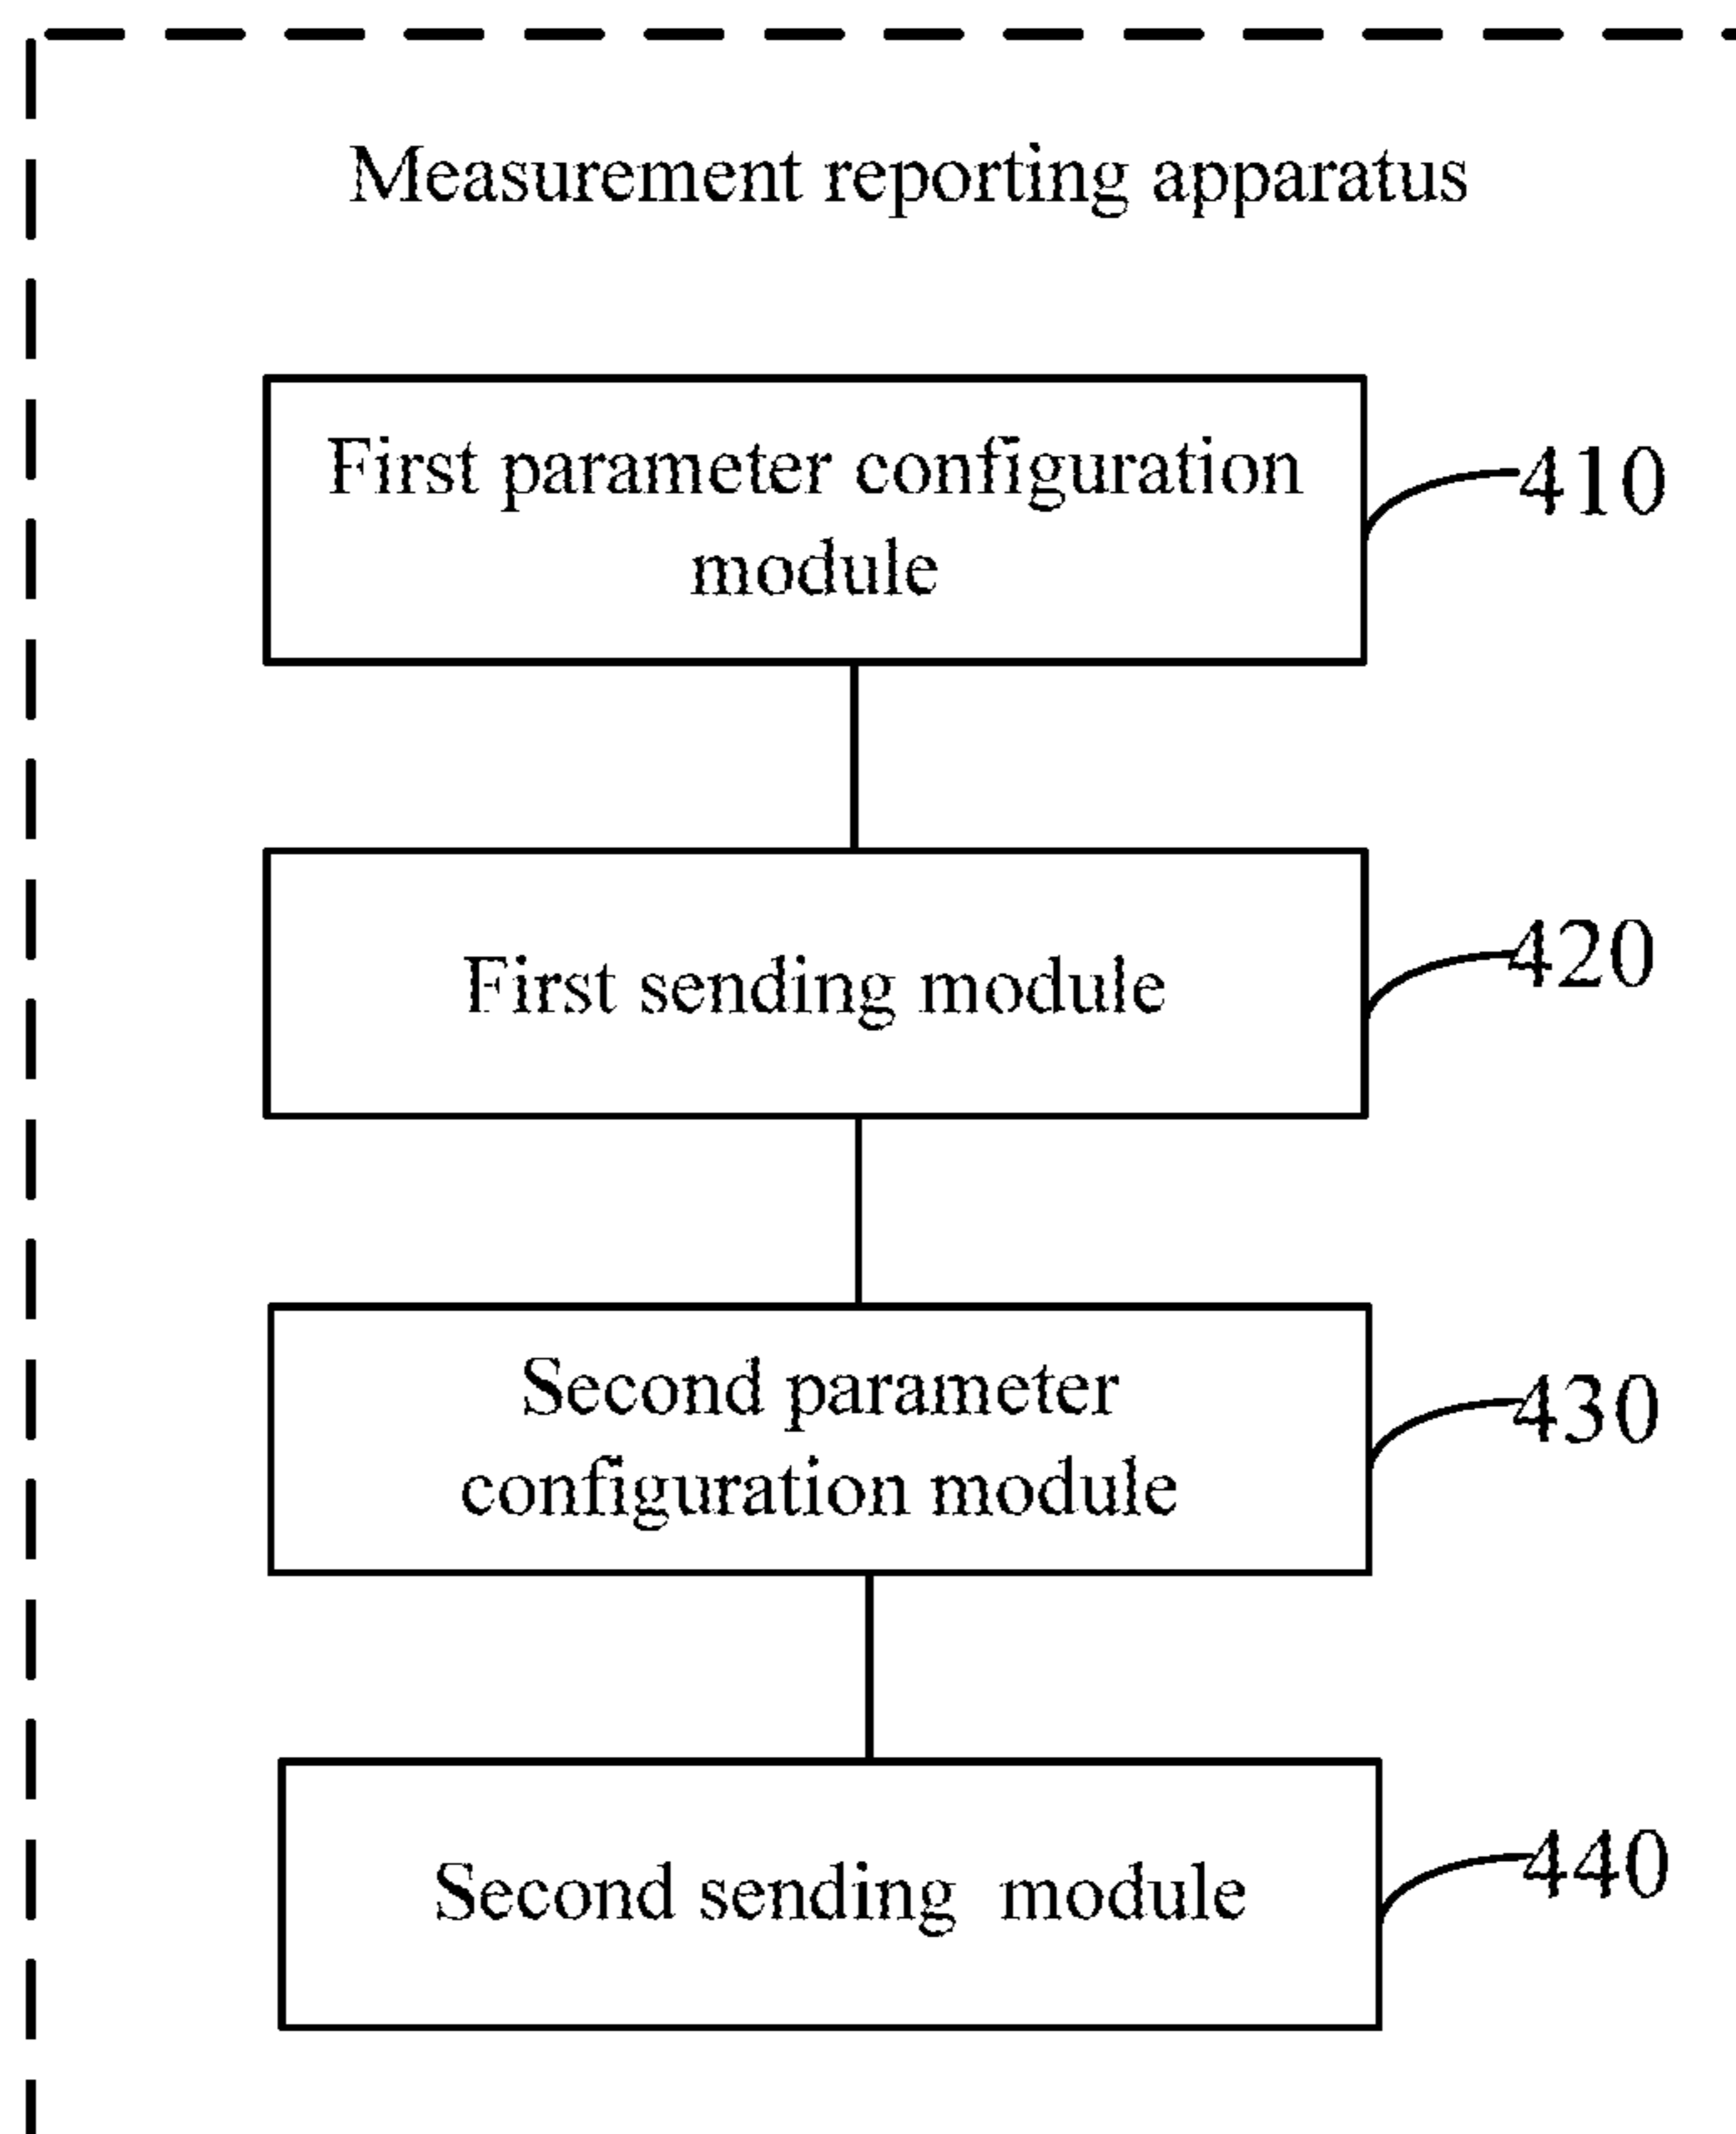 Measurement reporting apparatus
First parameter configuration
module
410
First sending module
420
Second parameter
configuration module
430
Second sending module
440